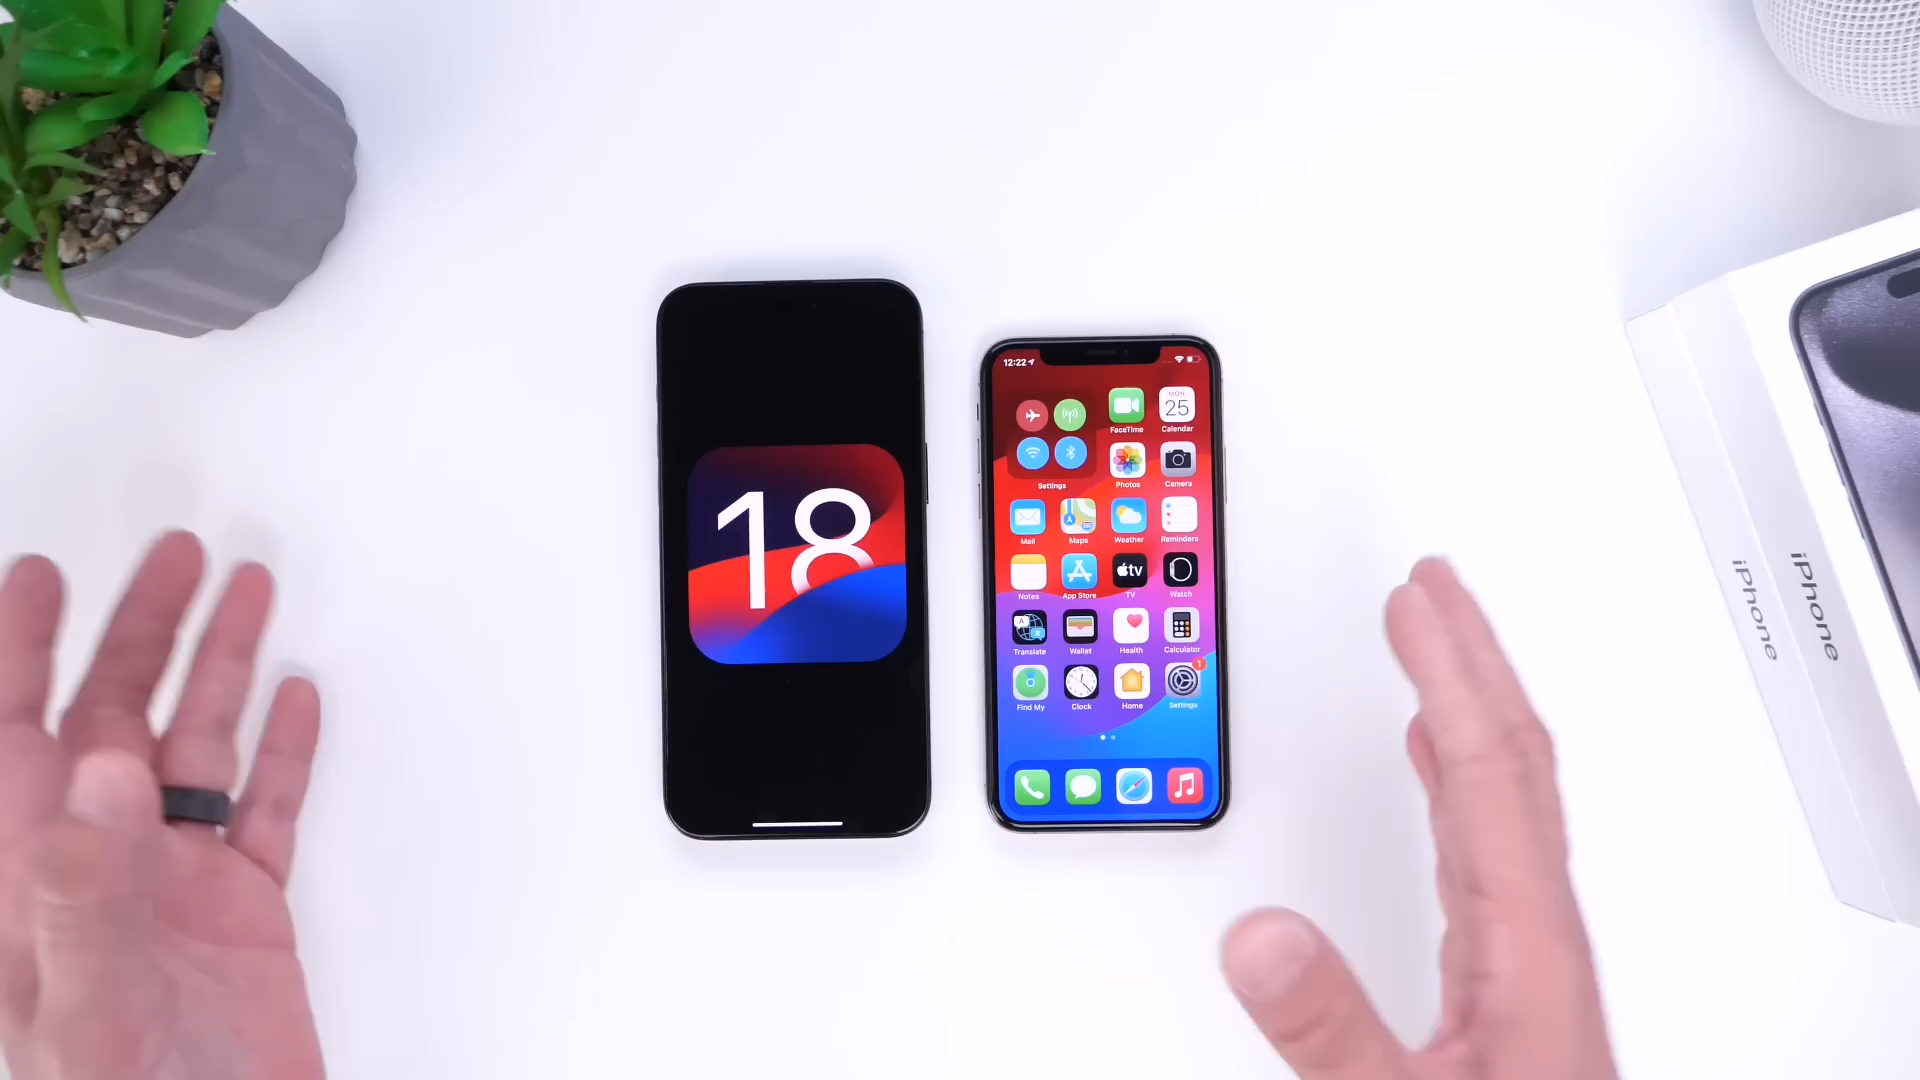 18
12:22
MON
25
FaceTime
Calendar
Settings
Photos
Camera
Mail
Maps
Weather
Reminders
Notes
App Store
tv
TV
Watch
Translate
Wallet
Health
Calculator
1
Find My
Clock
Home
Settings
iPhone
iPhone